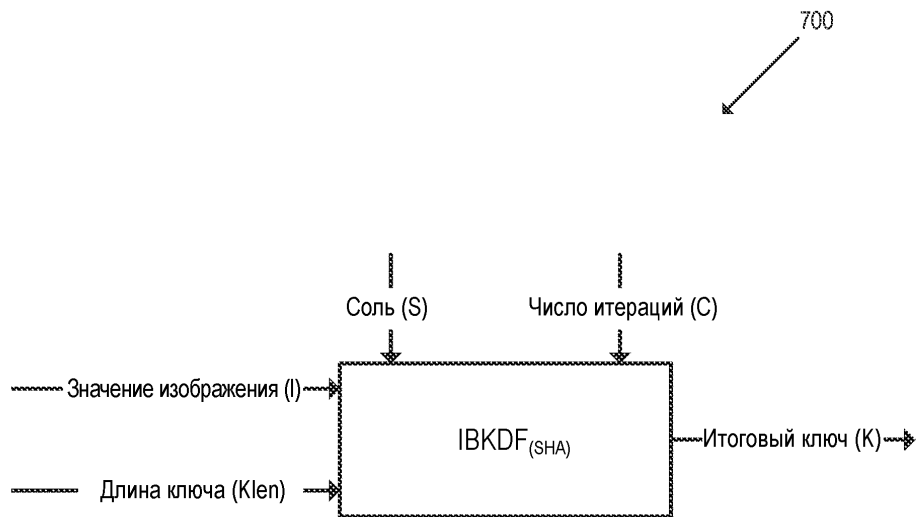 700
Соль (S)
Число итераций (C)
Значение изображения (I)
IBKDF(SHA)
Итоговый ключ (K)
Длина ключа (Klen)